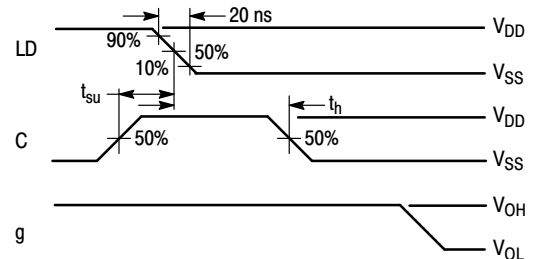 20 ns
V_DD
LD
90%
50%
10%
V_SS
t_su
t_h
V_DD
C
50%
50%
V_SS
V_OH
g
V_OL